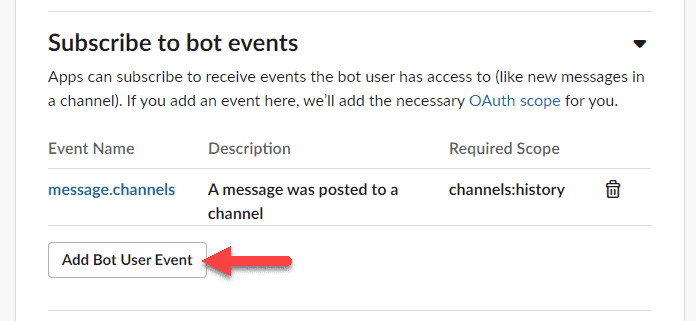 Subscribe to bot events
Apps can subscribe to receive events the bot user has access to (like new messages in
a channel). If you add an event here, we’ll add the necessary OAuth scope for you.
Event Name Description Required Scope
message.channels A message was posted to a channels:history
channel
Add Bot User Event